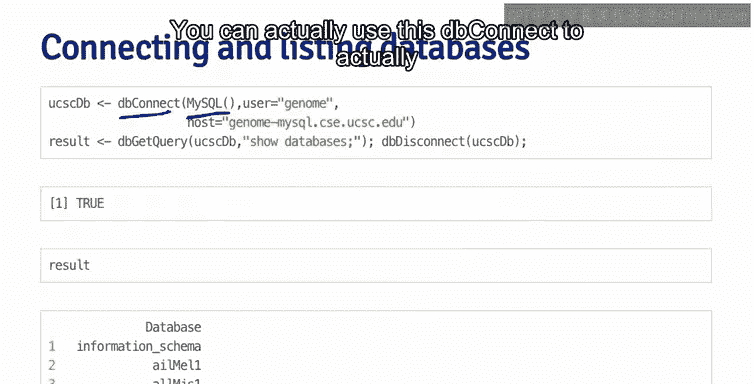 You can actually use this dbConnect to
actually
Connecting and listing databases
ucscDb <- dbConnect(MySQL(),user="genome",
host="genome-mysql.cse.ucsc.edu")
result <- dbGetQuery(ucscDb,"show databases;"); dbDisconnect(ucscDb);
[1] TRUE
result
Database
1 information_schema
2 ailMel1
3 allMis1